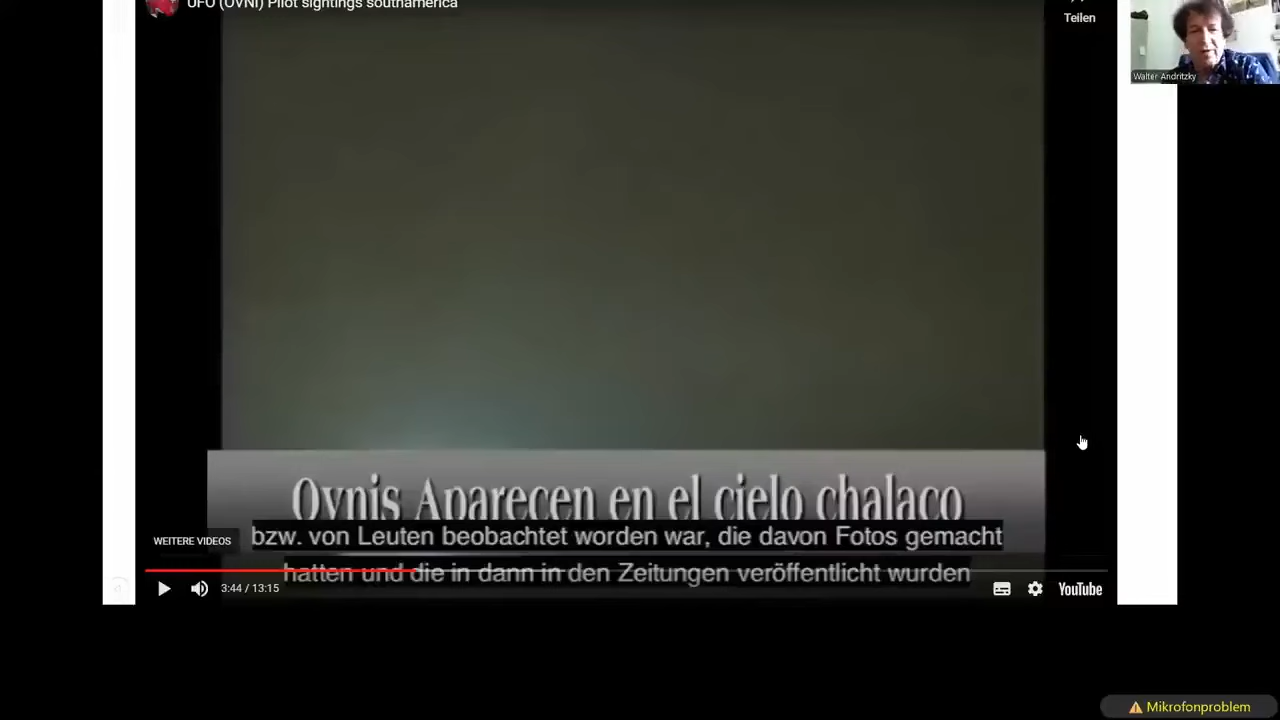 UFO (OVNI) Pilot sightings southamerica
Teilen
Walter Andritzky
Ovnis Aparecen en el cielo chalaco
bzw. von Leuten beobachtet worden war, die davon Fotos gemacht
WEITERE VIDEOS
hatten und die in dann in den Zeitungen veröffentlicht wurden
3:44 / 13:15
YouTube
Mikrofonproblem